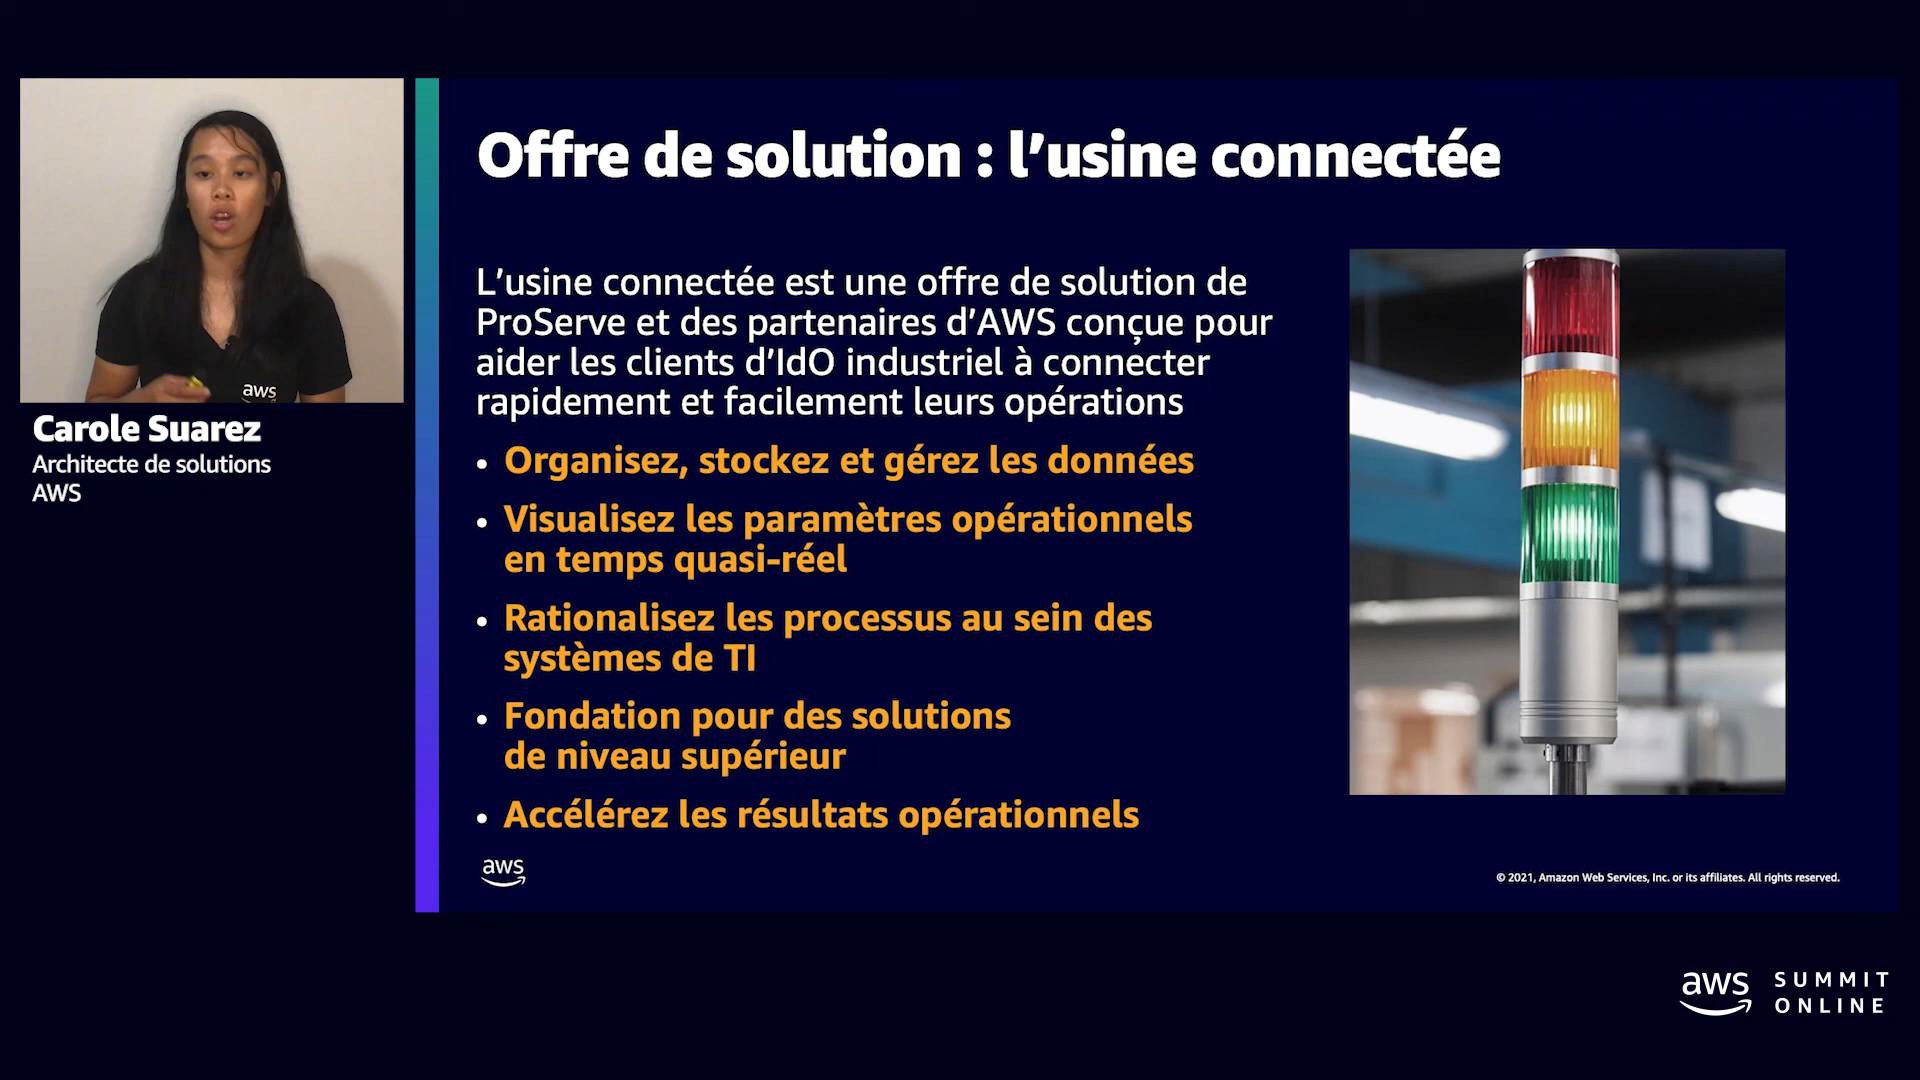 aws
Carole Suarez
Architecte de solutions
AWS
Offre de solution : l’usine connectée
L’usine connectée est une offre de solution de
ProServe et des partenaires d’AWS conçue pour
aider les clients d’IdO industriel à connecter
rapidement et facilement leurs opérations
• Organisez, stockez et gérez les données
• Visualisez les paramètres opérationnels
en temps quasi-réel
• Rationalisez les processus au sein des
systèmes de TI
• Fondation pour des solutions
de niveau supérieur
• Accélérez les résultats opérationnels
aws
© 2021, Amazon Web Services, Inc. or its affiliates. All rights reserved.
aws SUMMIT
ONLINE